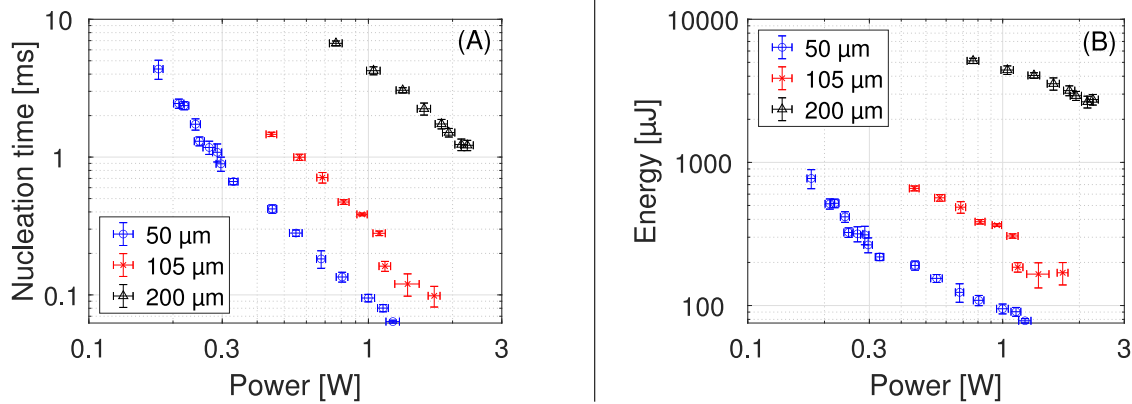 (A)
Nucleation time [ms]
10
1
0.1
50 µm
105 µm
200 µm
0.1 0.3 1 3
Power [W]
(B)
Energy [µJ]
10000
1000
100
50 µm
105 µm
200 µm
0.1 0.3 1 3
Power [W]